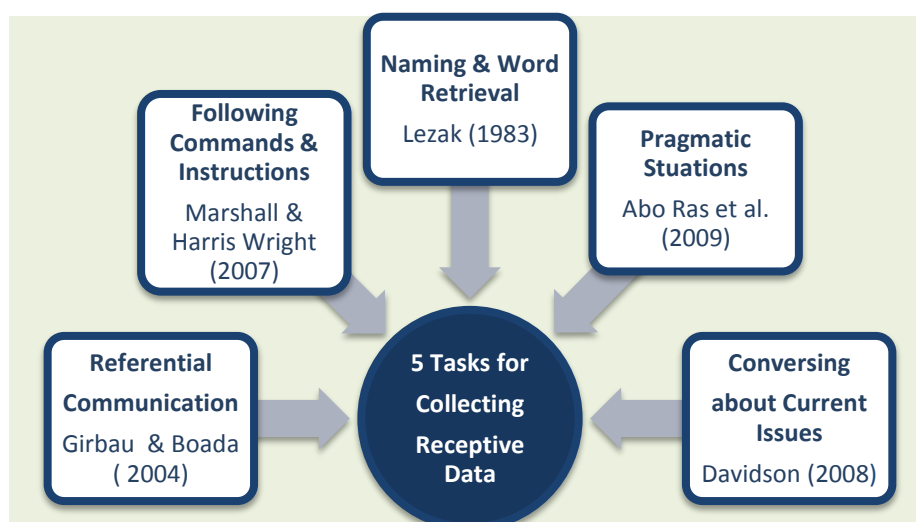 Referential
Communication
Girbau & Boada
( 2004)
Following
Commands &
Instructions
Marshall &
Harris Wright
(2007)
Naming & Word
Retrieval
Lezak (1983)
Pragmatic
Stuations
Abo Ras et al.
(2009)
Conversing
about Current
Issues
Davidson (2008)
5 Tasks for
Collecting
Receptive
Data